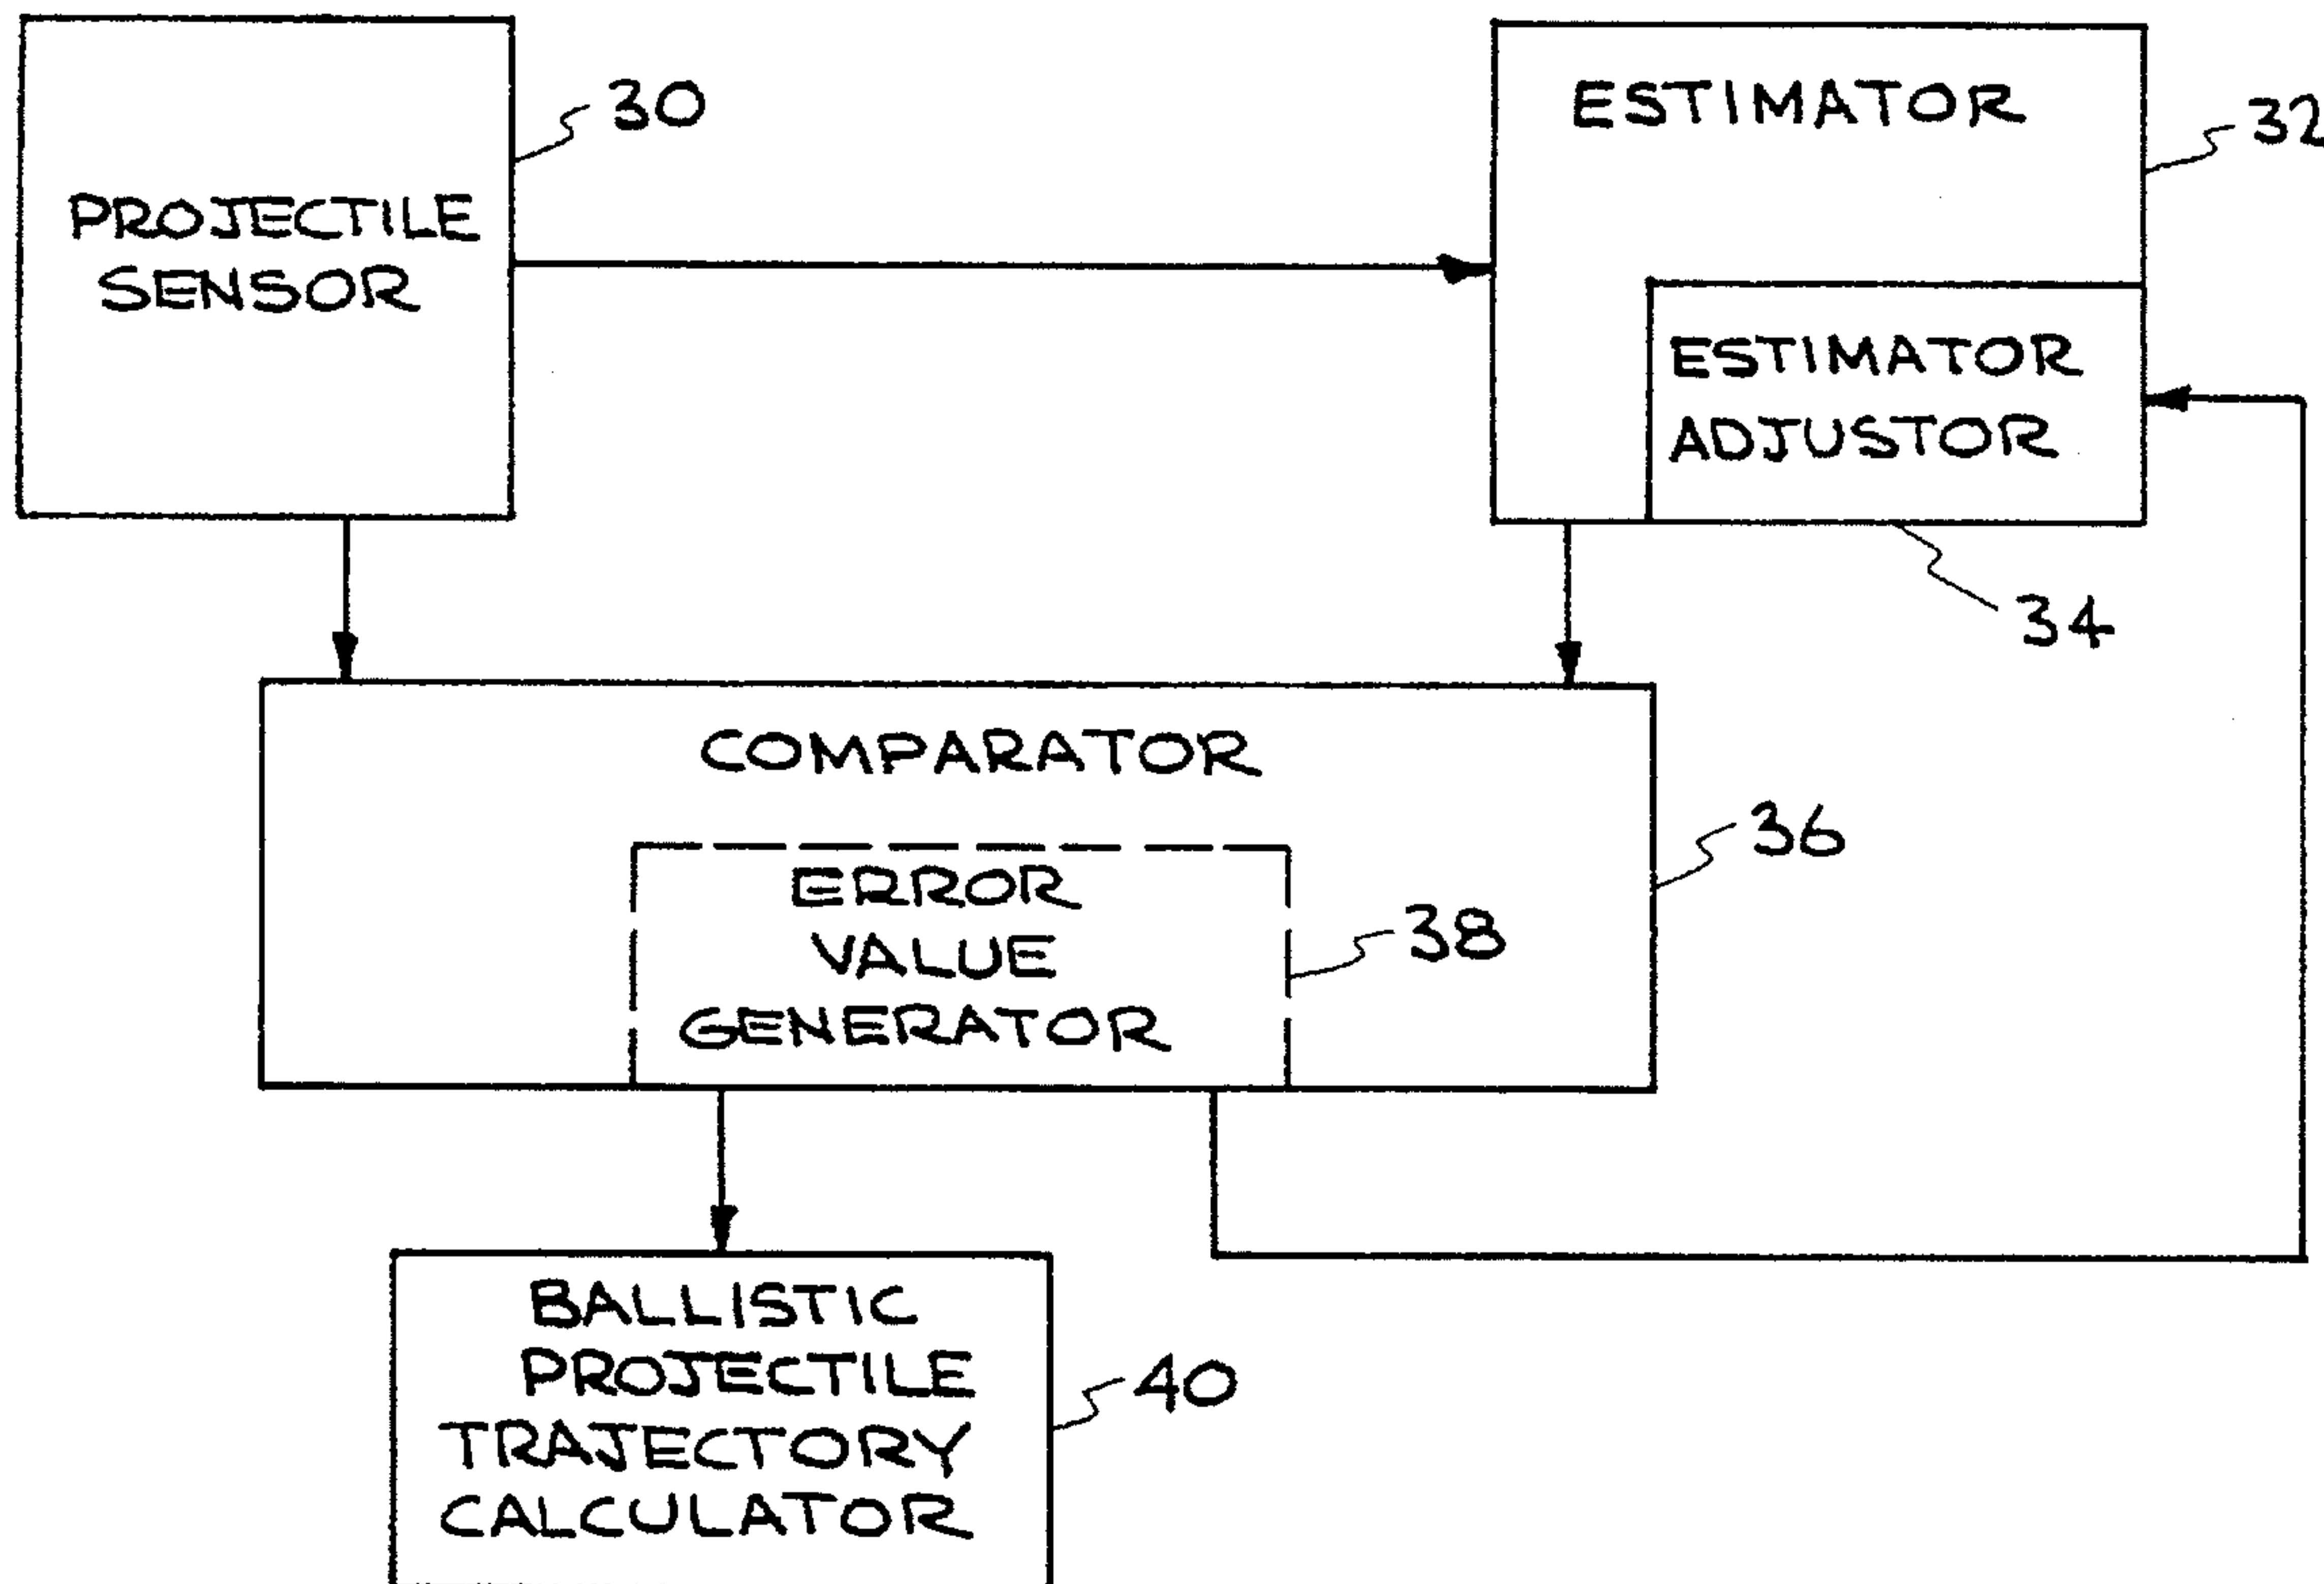 PROJECTILE
SENSOR
30
ESTIMATOR
32
ESTIMATOR
ADJUSTOR
34
COMPARATOR
36
ERROR
VALUE
GENERATOR
38
BALLISTIC
PROJECTILE
TRAJECTORY
CALCULATOR
40